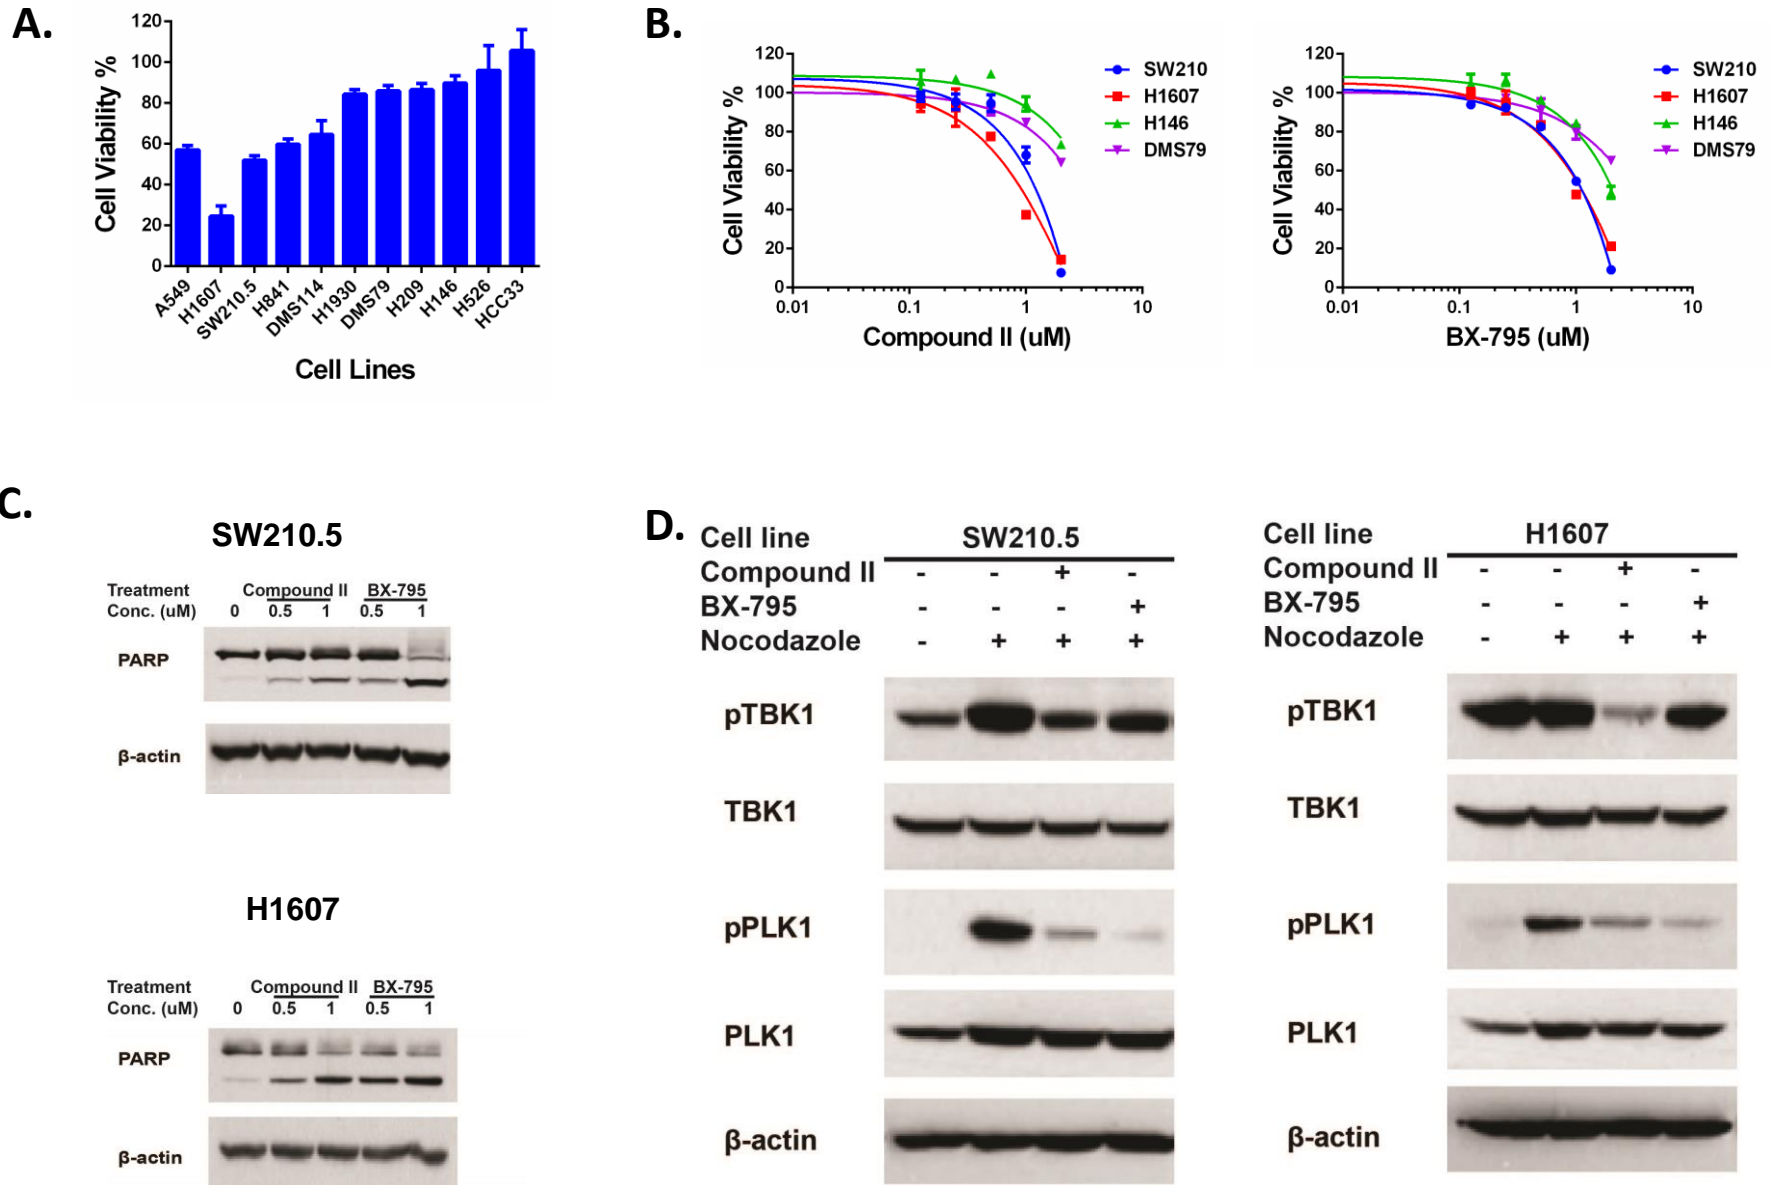 A.
120
100
80
60
40
20
0
Cell Viability %
A549
H1607
SW210.5
H841
DMS114
H1930
DMS79
H209
H146
H526
HCC33
Cell Lines
B.
120
100
80
60
40
20
0
Cell Viability %
0.01 0.1 1 10
Compound II (uM)
SW210
H1607
H146
DMS79
120
100
80
60
40
20
0
Cell Viability %
0.01 0.1 1 10
BX-795 (uM)
SW210
H1607
H146
DMS79
C.
SW210.5
Treatment Compound II BX-795
Conc. (uM) 0 0.5 1 0.5 1
PARP
β-actin
H1607
Treatment Compound II BX-795
Conc. (uM) 0 0.5 1 0.5 1
PARP
β-actin
D.
Cell line SW210.5
Compound II - - + -
BX-795 - - - +
Nocodazole - + + +
pTBK1
TBK1
pPLK1
PLK1
β-actin
Cell line H1607
Compound II - - + -
BX-795 - - - +
Nocodazole - + + +
pTBK1
TBK1
pPLK1
PLK1
β-actin